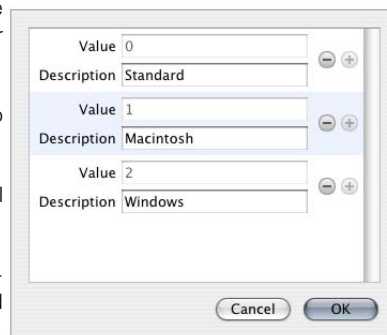 Value 0
Description Standard
Value 1
Description Macintosh
Value 2
Description Windows
Cancel OK